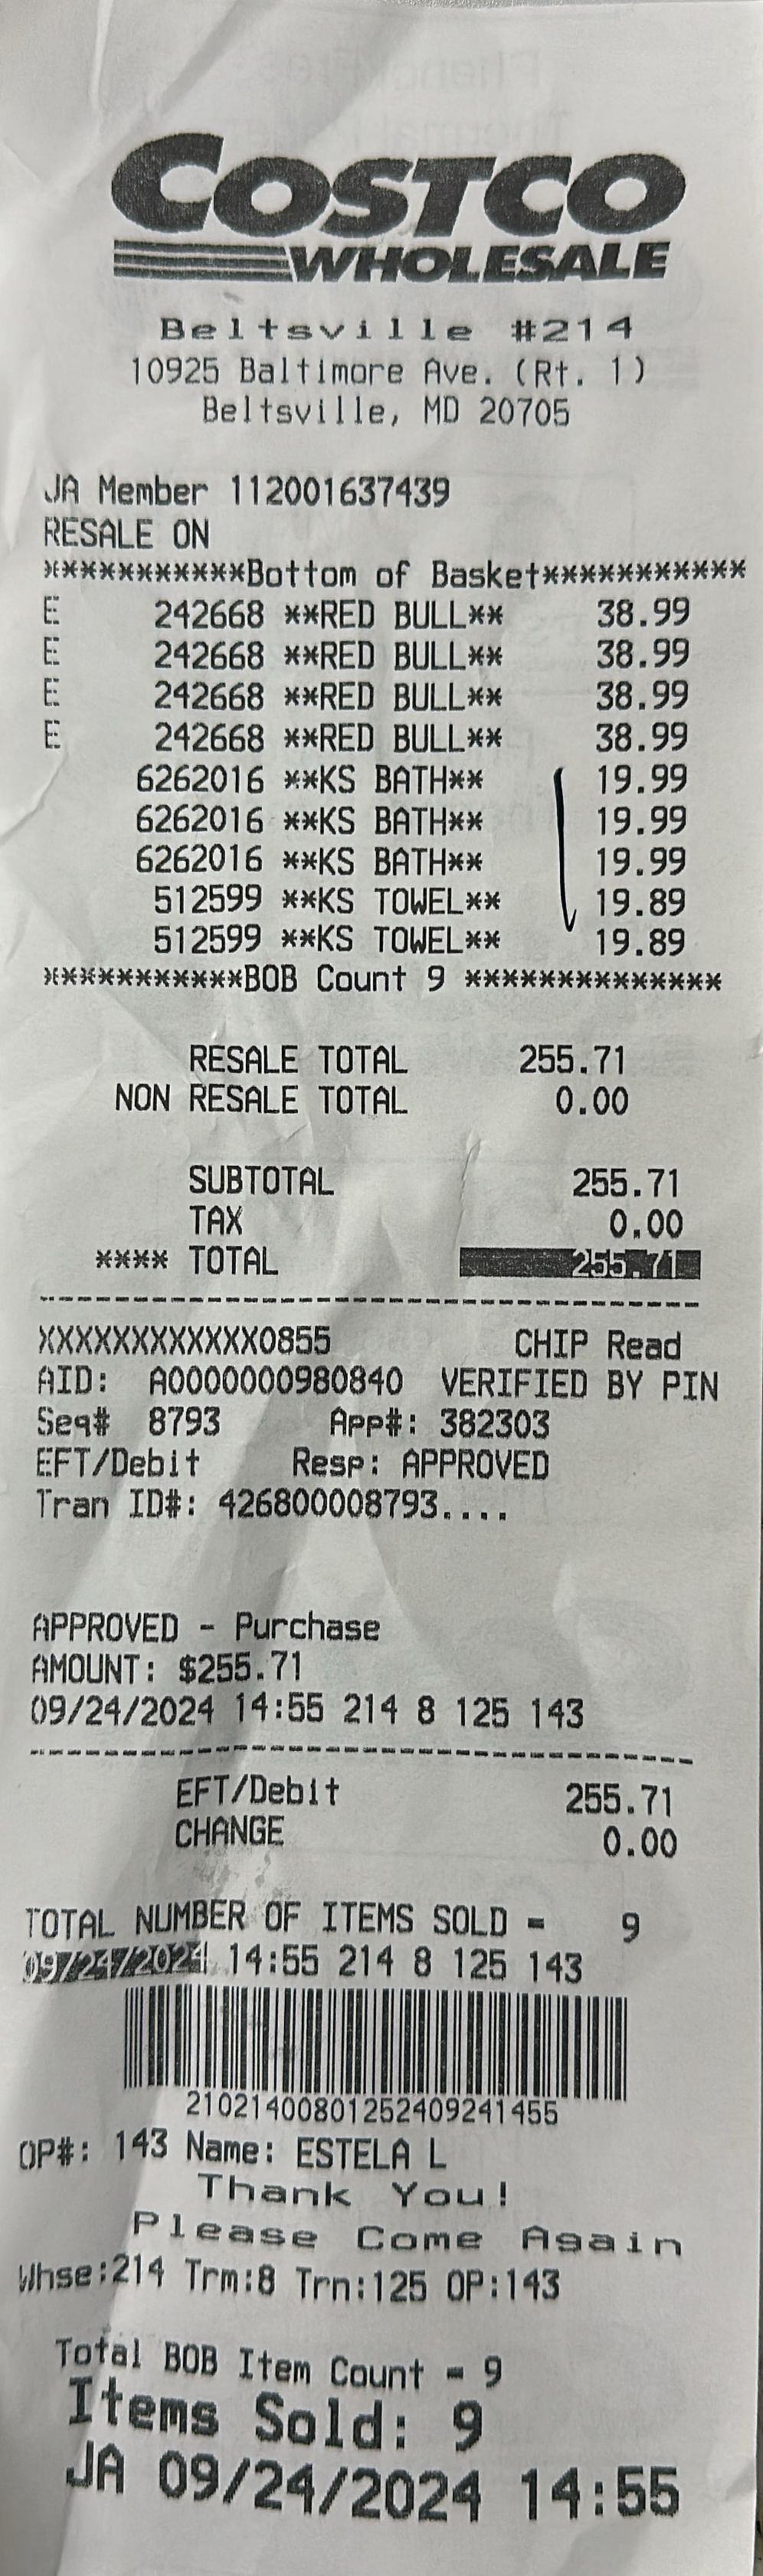 COSTCO
WHOLESALE
Beltsville #214
10925 Baltimore Ave. (Rt. 1)
Beltsville, MD 20705
JA Member 112001637439
RESALE ON
***********Bottom of Basket***********
E 242668 **RED BULL** 38.99
E 242668 **RED BULL** 38.99
E 242668 **RED BULL** 38.99
E 242668 **RED BULL** 38.99
6262016 **KS BATH** 19.99
6262016 **KS BATH** 19.99
6262016 **KS BATH** 19.99
512599 **KS TOWEL** 19.89
512599 **KS TOWEL** 19.89
***********BOB Count 9 **************
RESALE TOTAL 255.71
NON RESALE TOTAL 0.00
SUBTOTAL 255.71
TAX 0.00
**** TOTAL 255.71
XXXXXXXXXXXX0855 CHIP Read
AID: A0000000980840 VERIFIED BY PIN
Seq# 8793 App#: 382303
EFT/Debit Resp: APPROVED
Tran ID#: 426800008793....
APPROVED - Purchase
AMOUNT: $255.71
09/24/2024 14:55 214 8 125 143
EFT/Debit 255.71
CHANGE 0.00
TOTAL NUMBER OF ITEMS SOLD = 9
09/24/2024 14:55 214 8 125 143
21021400801252409241455
OP#: 143 Name: ESTELA L
Thank You!
Please Come Again
Whse:214 Trm:8 Trn:125 OP:143
Total BOB Item Count = 9
Items Sold: 9
JA 09/24/2024 14:55